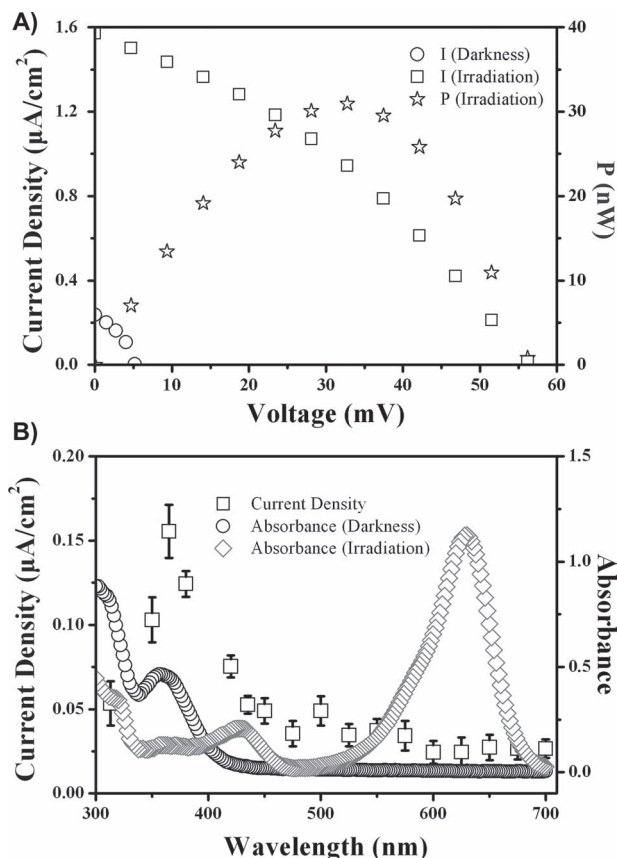 A)
1.6
1.2
0.8
0.4
0.0
40
30
20
10
0
0 10 20 30 40 50 60
Current Density (µA/cm²)
P (nW)
Voltage (mV)
I (Darkness)
I (Irradiation)
P (Irradiation)
B)
0.20
0.15
0.10
0.05
0.00
1.5
1.0
0.5
0.0
300 400 500 600 700
Current Density (µA/cm²)
Absorbance
Wavelength (nm)
Current Density
Absorbance (Darkness)
Absorbance (Irradiation)